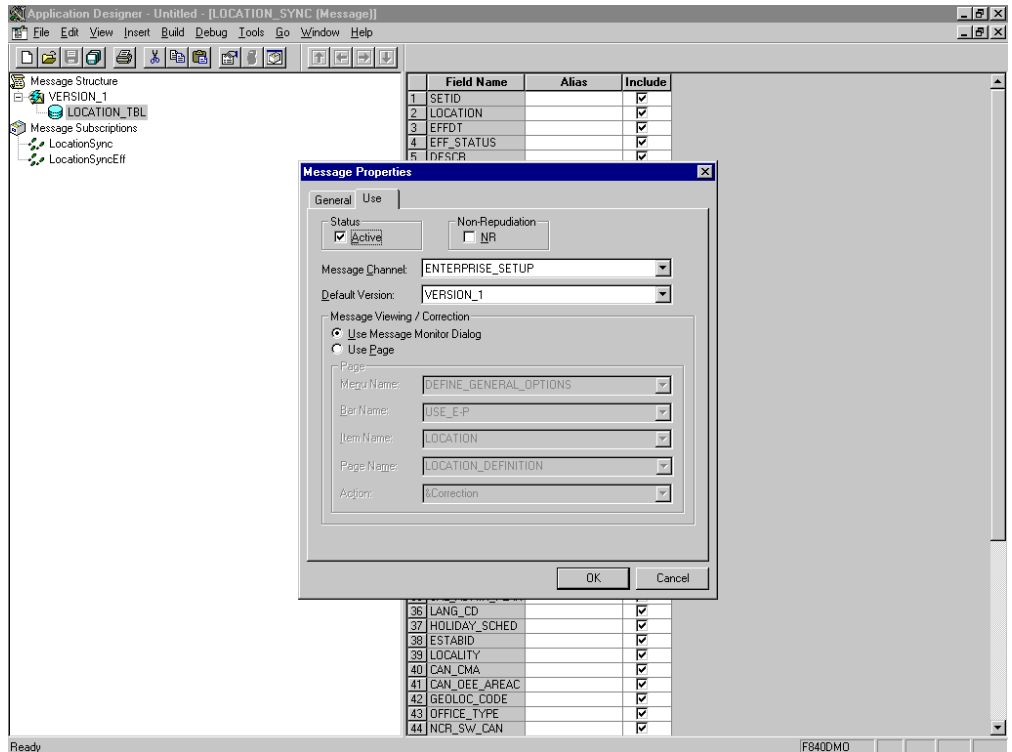 Application Designer - Untitled - [LOCATION_SYNC (Message)]
File Edit View Insert Build Debug Tools Go Window Help
Message Structure
VERSION_1
LOCATION_TBL
Message Subscriptions
LocationSync
LocationSyncEff
Field Name Alias Include
1 SETID
2 LOCATION
3 EFFDT
4 EFF_STATUS
5 DESCR
Message Properties
General Use
Status
Active
Non-Repudiation
NR
Message Channel: ENTERPRISE_SETUP
Default Version: VERSION_1
Message Viewing / Correction
Use Message Monitor Dialog
Use Page
Page
Menu Name: DEFINE_GENERAL_OPTIONS
Bar Name: USE_E-P
Item Name: LOCATION
Page Name: LOCATION_DEFINITION
Action: &Correction
OK Cancel
36 LANG_CD
37 HOLIDAY_SCHED
38 ESTABID
39 LOCALITY
40 CAN_CMA
41 CAN_OEE_AREAC
42 GEOLOC_CODE
43 OFFICE_TYPE
44 NCR_SW_CAN
Ready F840DMO